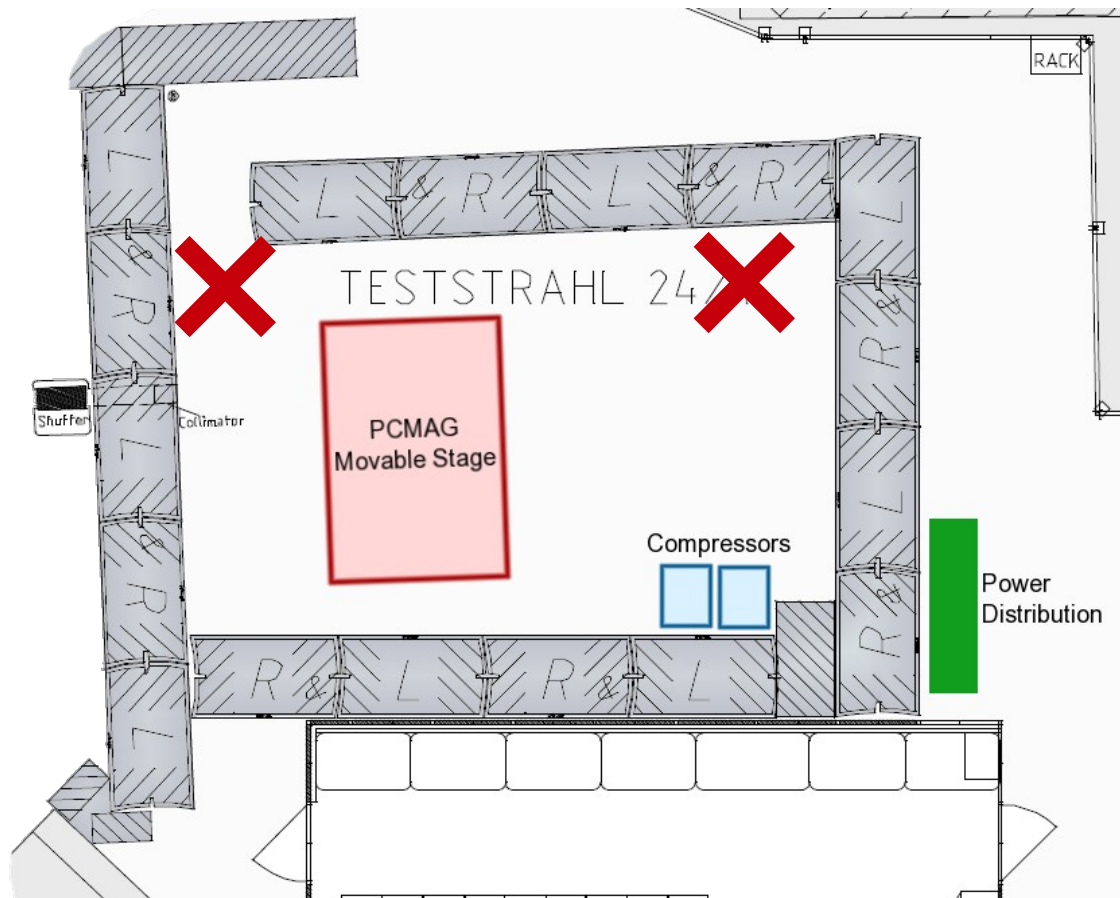 RACK
L & R L & R
L
& R
L
& R
L
L
R &
L
R &
TESTSTRAHL 24/
PCMAG
Movable Stage
Shutter
Collimator
Compressors
Power
Distribution
R & L R & L